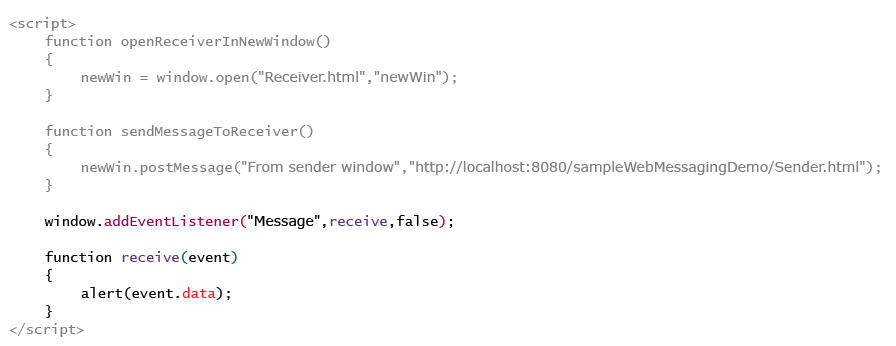 <script>
function openReceiverInNewWindow()
{
newWin = window.open("Receiver.html","newWin");
}
function sendMessageToReceiver()
{
newWin.postMessage("From sender window","http://localhost:8080/sampleWebMessagingDemo/Sender.html");
}
window.addEventListener("Message",receive,false);
function receive(event)
{
alert(event.data);
}
</script>